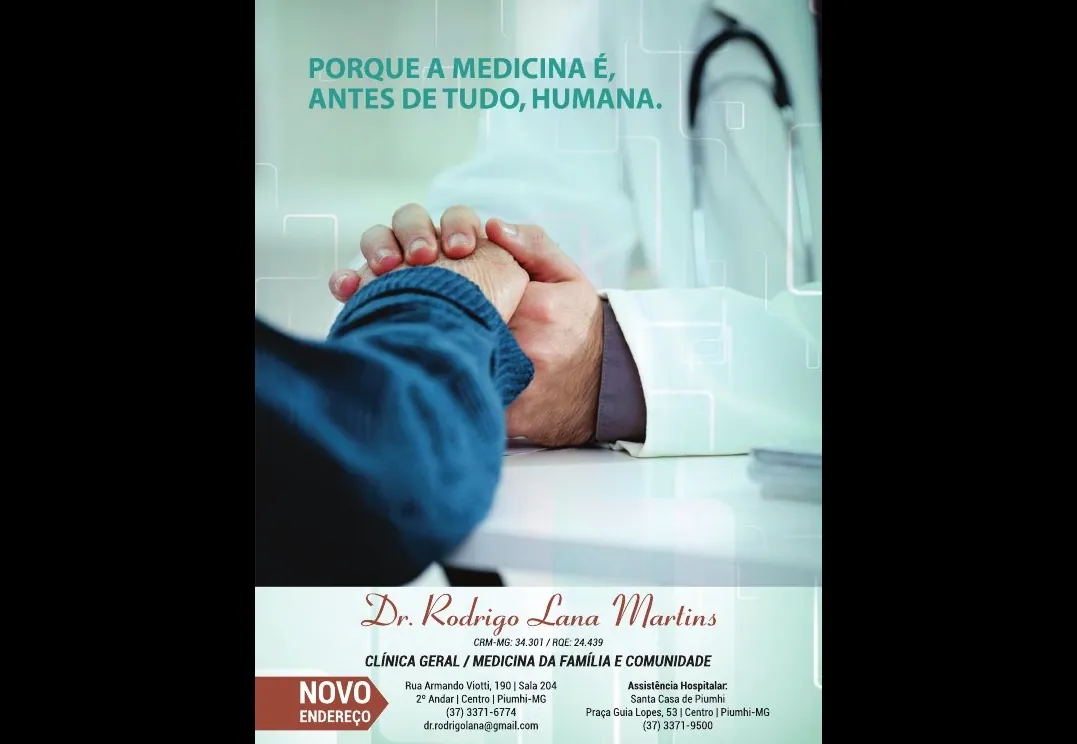 PORQUE A MEDICINA É,
ANTES DE TUDO, HUMANA.
Dr. Rodrigo Lana Martins
CRM-MG: 34.301 / RQE: 24.439
CLÍNICA GERAL / MEDICINA DA FAMÍLIA E COMUNIDADE
NOVO
ENDEREÇO
Rua Armando Viotti, 190 | Sala 204
2º Andar | Centro | Piumhi-MG
(37) 3371-6774
dr.rodrigolana@gmail.com
Assistência Hospitalar:
Santa Casa de Piumhi
Praça Guia Lopes, 53 | Centro | Piumhi-MG
(37) 3371-9500